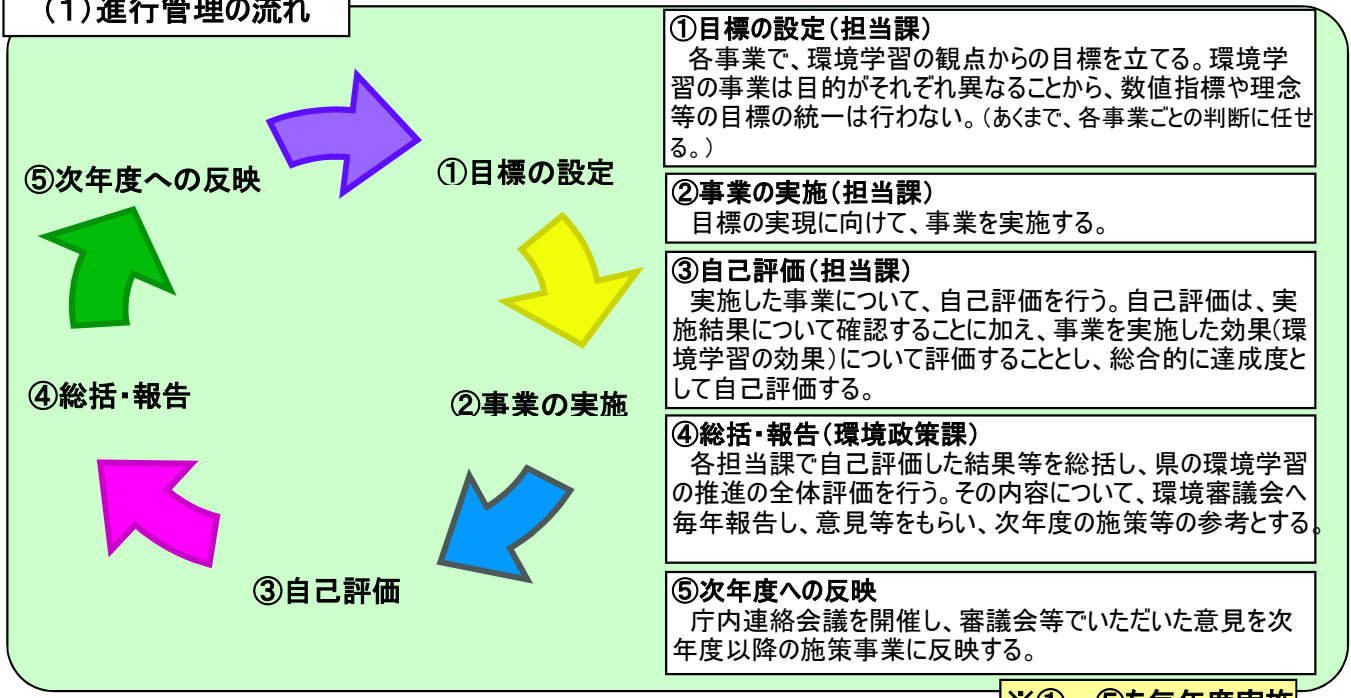 (1)進行管理の流れ
①目標の設定
②事業の実施
③自己評価
④総括・報告
⑤次年度への反映
①目標の設定(担当課)
各事業で、環境学習の観点からの目標を立てる。環境学
習の事業は目的がそれぞれ異なることから、数値指標や理念
等の目標の統一は行わない。(あくまで、各事業ごとの判断に任せ
る。)
②事業の実施(担当課)
目標の実現に向けて、事業を実施する。
③自己評価(担当課)
実施した事業について、自己評価を行う。自己評価は、実
施結果について確認することに加え、事業を実施した効果(環
境学習の効果)について評価することとし、総合的に達成度と
して自己評価する。
④総括・報告(環境政策課)
各担当課で自己評価した結果等を総括し、県の環境学習
の推進の全体評価を行う。その内容について、環境審議会へ
毎年報告し、意見等をもらい、次年度の施策等の参考とする。
⑤次年度への反映
庁内連絡会議を開催し、審議会等でいただいた意見を次
年度以降の施策事業に反映する。
※①~⑤を毎年度実施